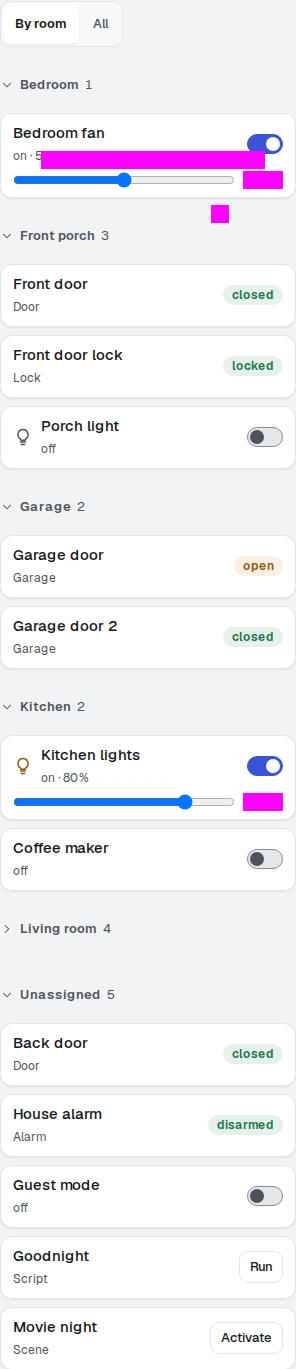 By room All
Bedroom 1
Bedroom fan
on · 5
Front porch 3
Front door
closed
Door
Front door lock
locked
Lock
Porch light
off
Garage 2
Garage door
open
Garage
Garage door 2
closed
Garage
Kitchen 2
Kitchen lights
on · 80%
Coffee maker
off
Living room 4
Unassigned 5
Back door
closed
Door
House alarm
disarmed
Alarm
Guest mode
off
Goodnight
Run
Script
Movie night
Activate
Scene